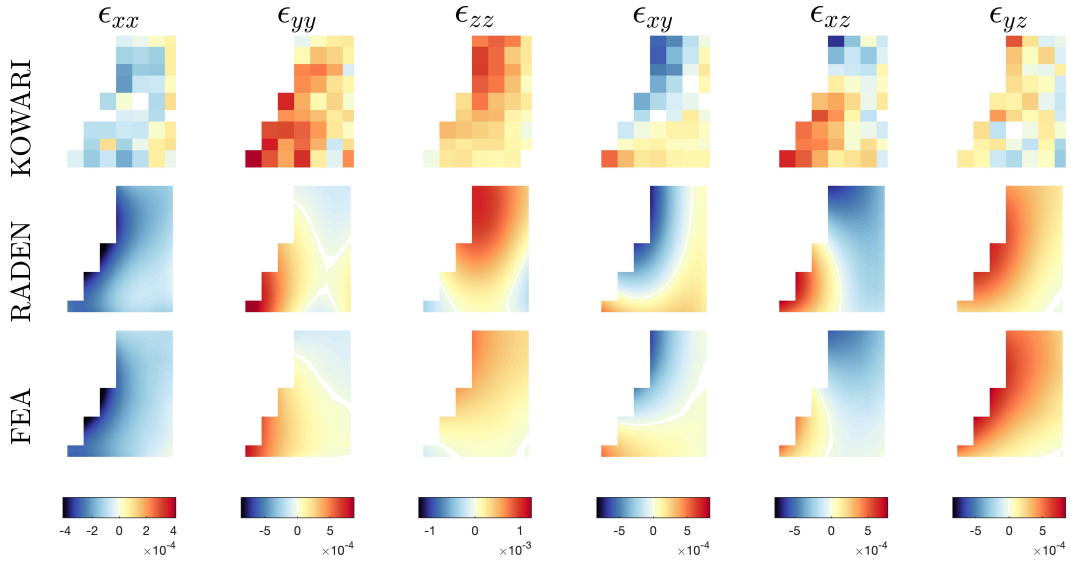 ϵxx ϵyy ϵzz ϵxy ϵxz ϵyz
KOWARI
RADEN
FEA
-4 -2 0 2 4 -5 0 5 -1 0 1 -5 0 5 -5 0 5 -5 0 5
×10⁻⁴ ×10⁻⁴ ×10⁻³ ×10⁻⁴ ×10⁻⁴ ×10⁻⁴